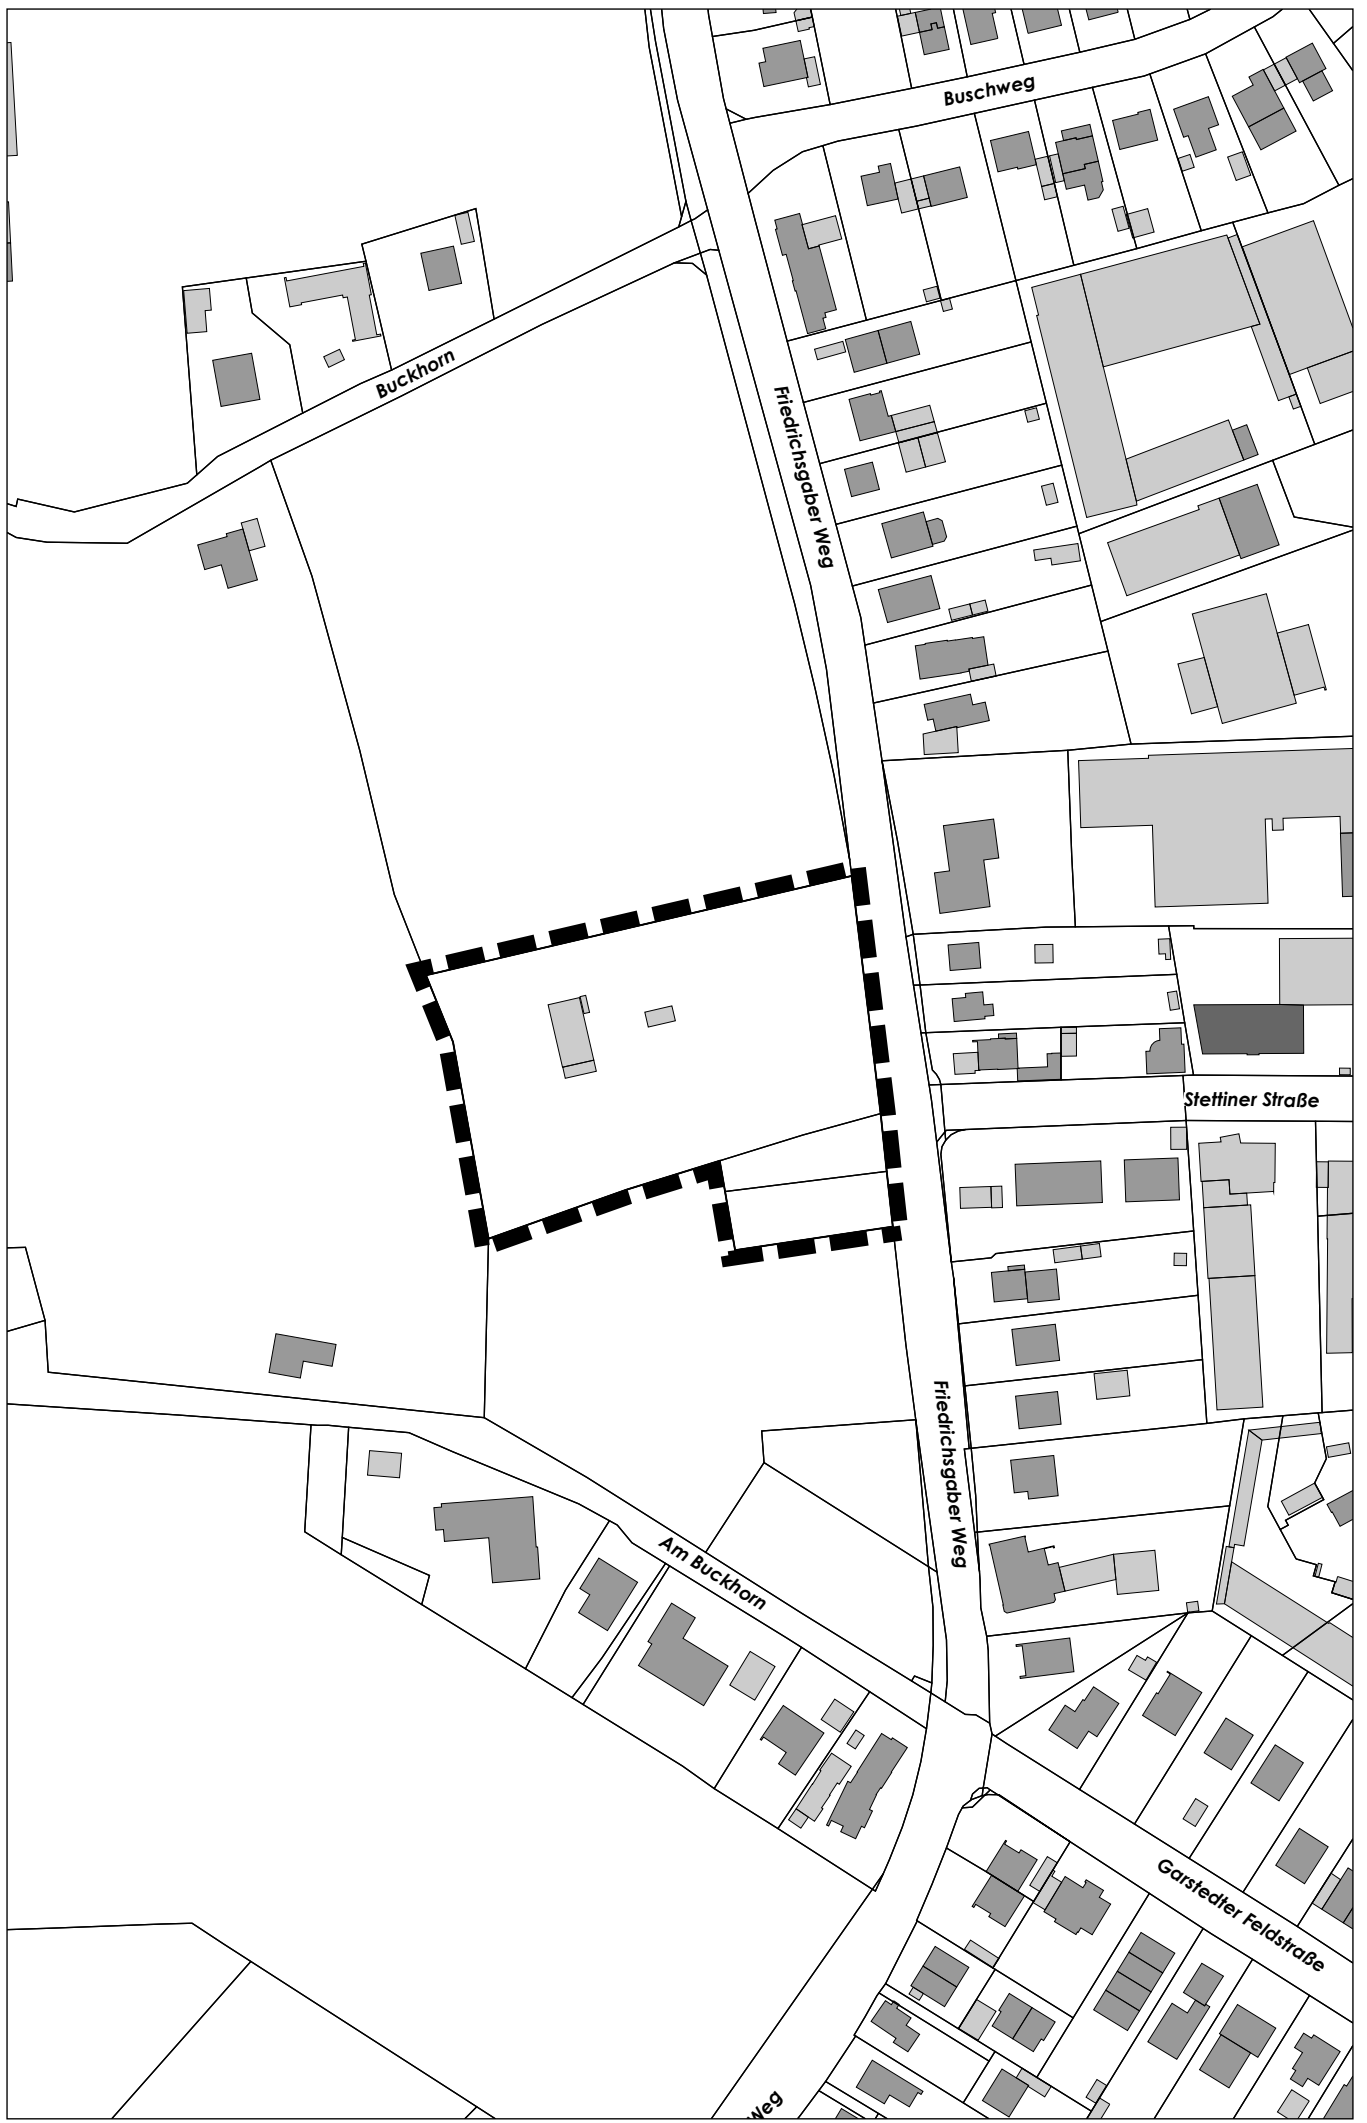 Buschweg
Buckhorn
Friedrichsgaber Weg
Stettiner Straße
Friedrichsgaber Weg
Am Buckhorn
Garstedter Feldstraße
Weg